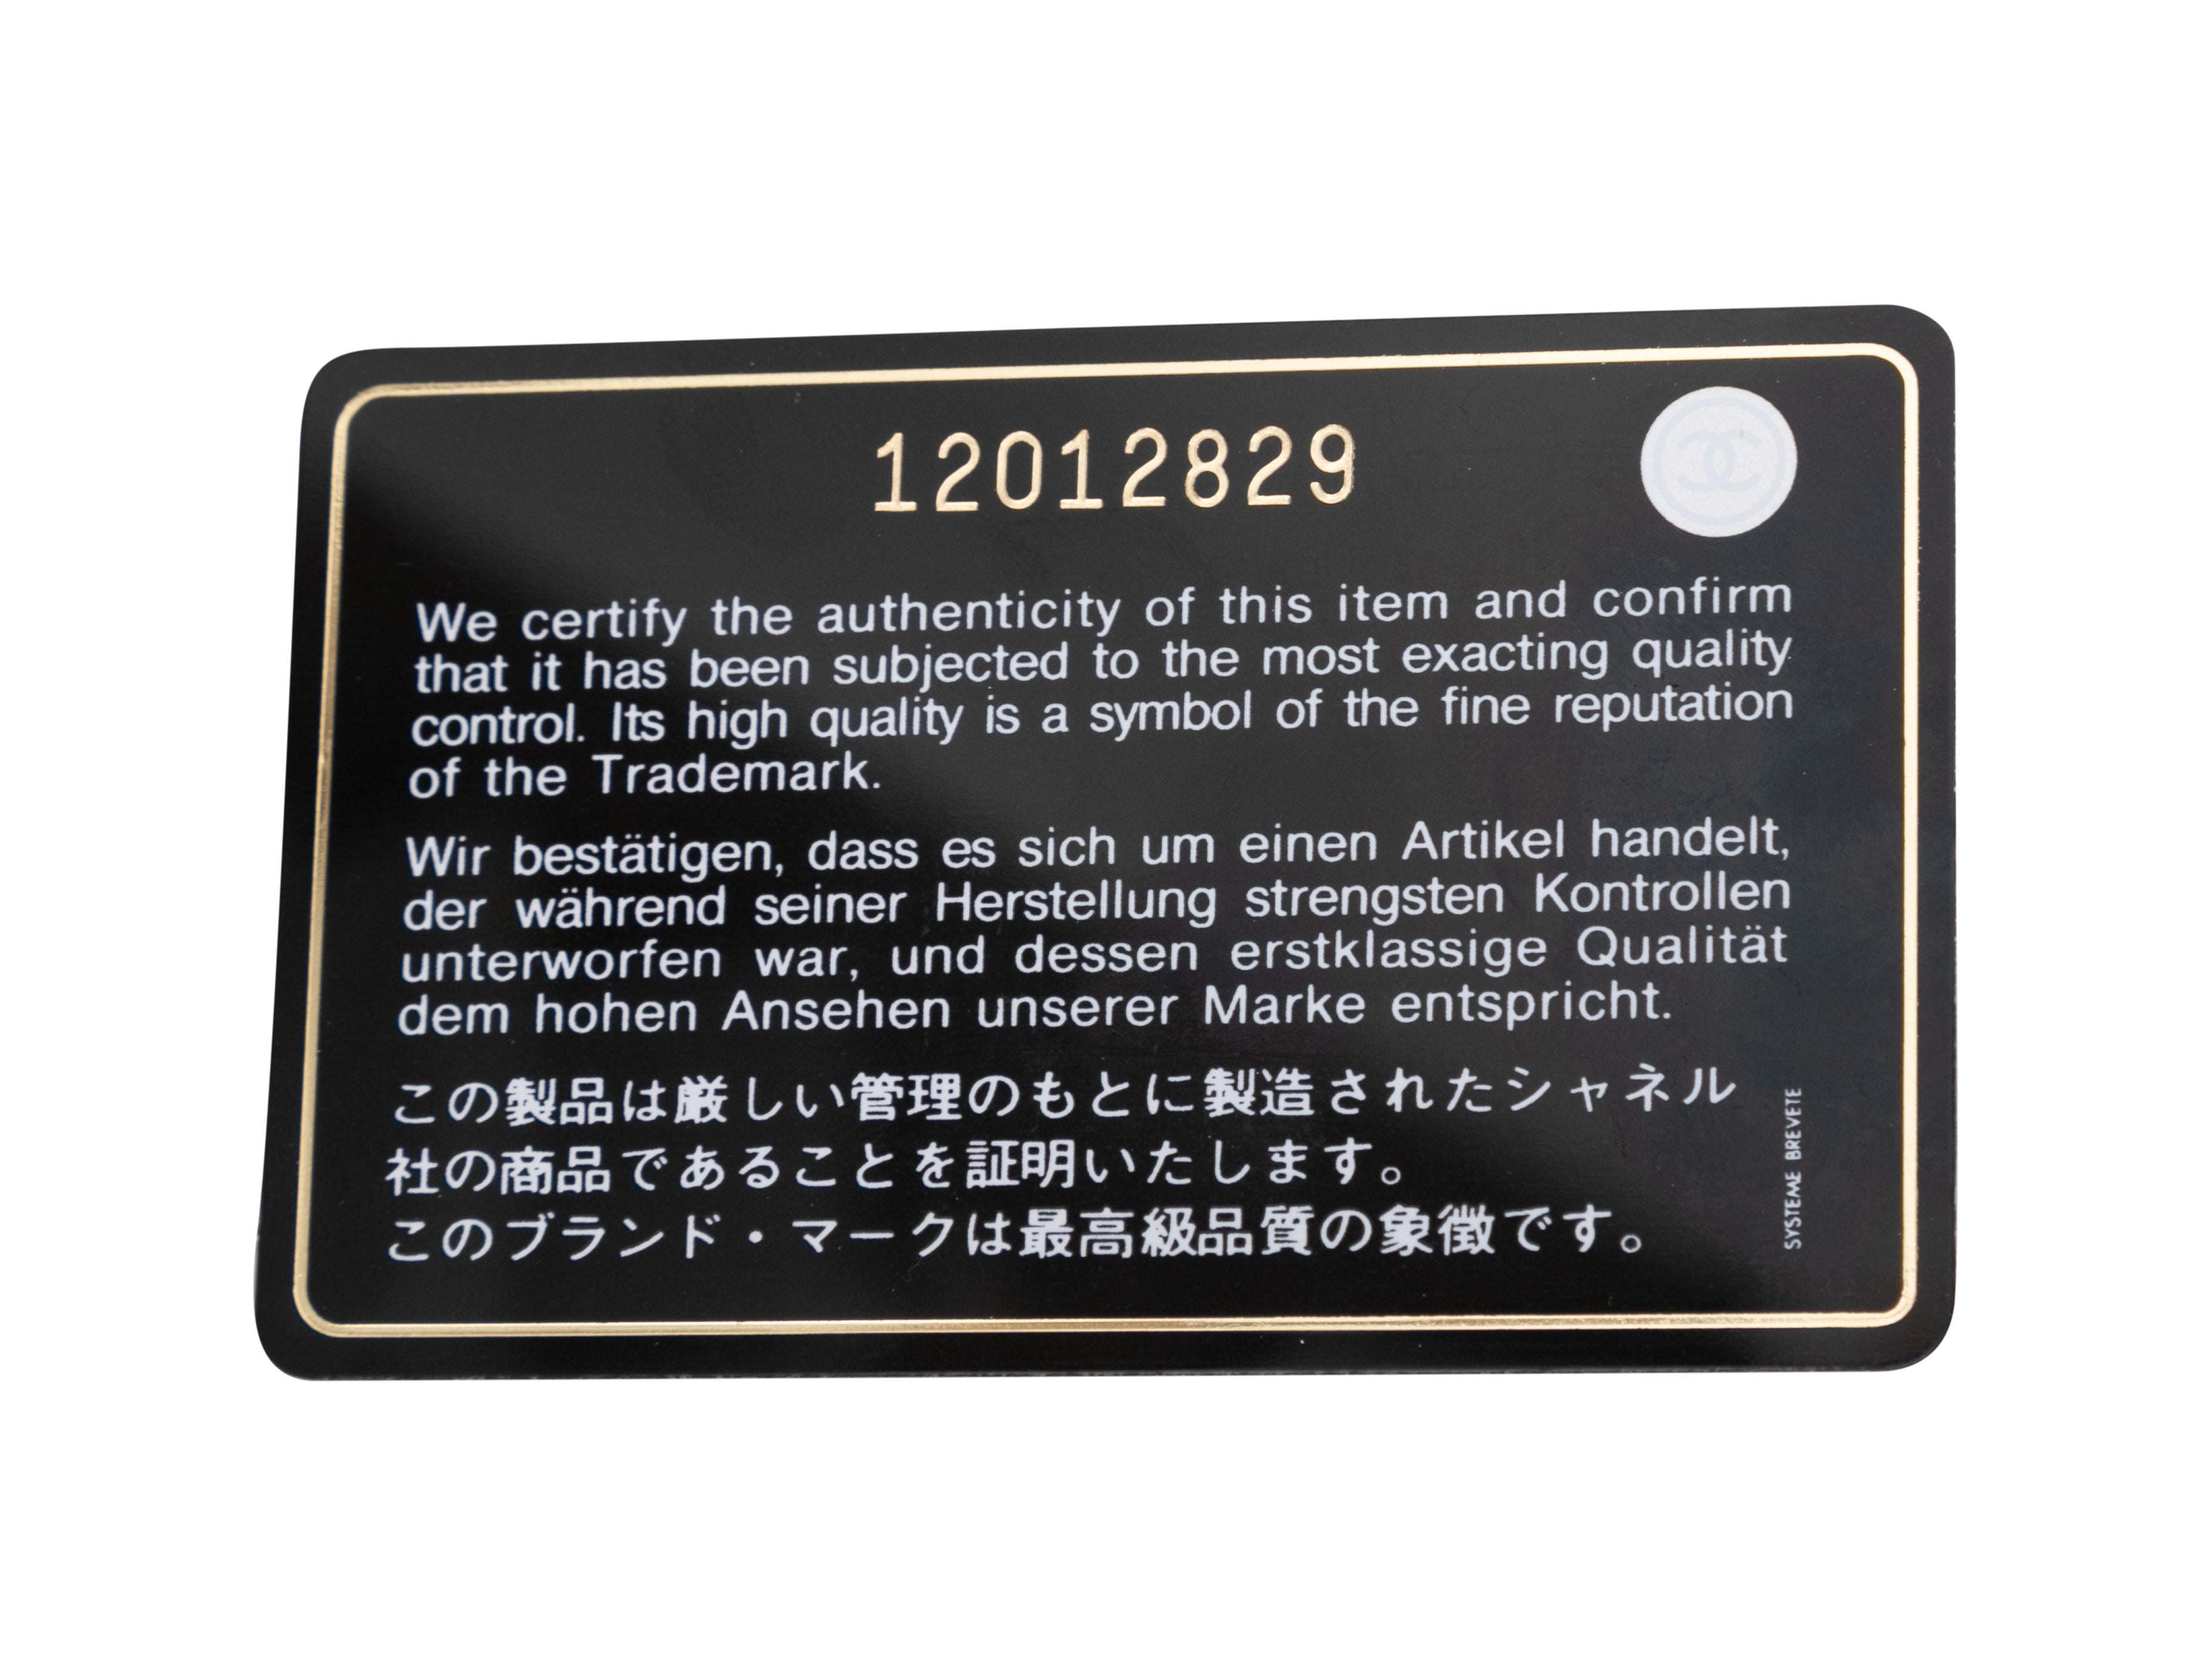 12012829
We certify the authenticity of this item and confirm
that it has been subjected to the most exacting quality
control. Its high quality is a symbol of the fine reputation
of the Trademark.
Wir bestätigen, dass es sich um einen Artikel handelt,
der während seiner Herstellung strengsten Kontrollen
unterworfen war, und dessen erstklassige Qualität
dem hohen Ansehen unserer Marke entspricht.
この製品は厳しい管理のもとに製造されたシャネル
社の商品であることを証明いたします。
このブランド・マークは最高級品質の象徴です。
SYSTEME BREVETE